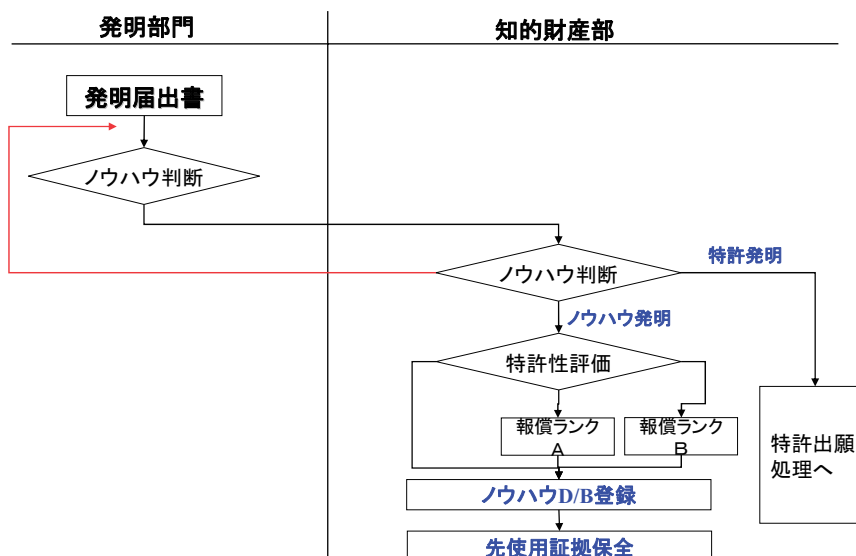 発明部門
知的財産部
発明届出書
ノウハウ判断
ノウハウ判断
特許発明
ノウハウ発明
特許性評価
報償ランク
A
報償ランク
B
特許出願
処理へ
ノウハウD/B登録
先使用証拠保全